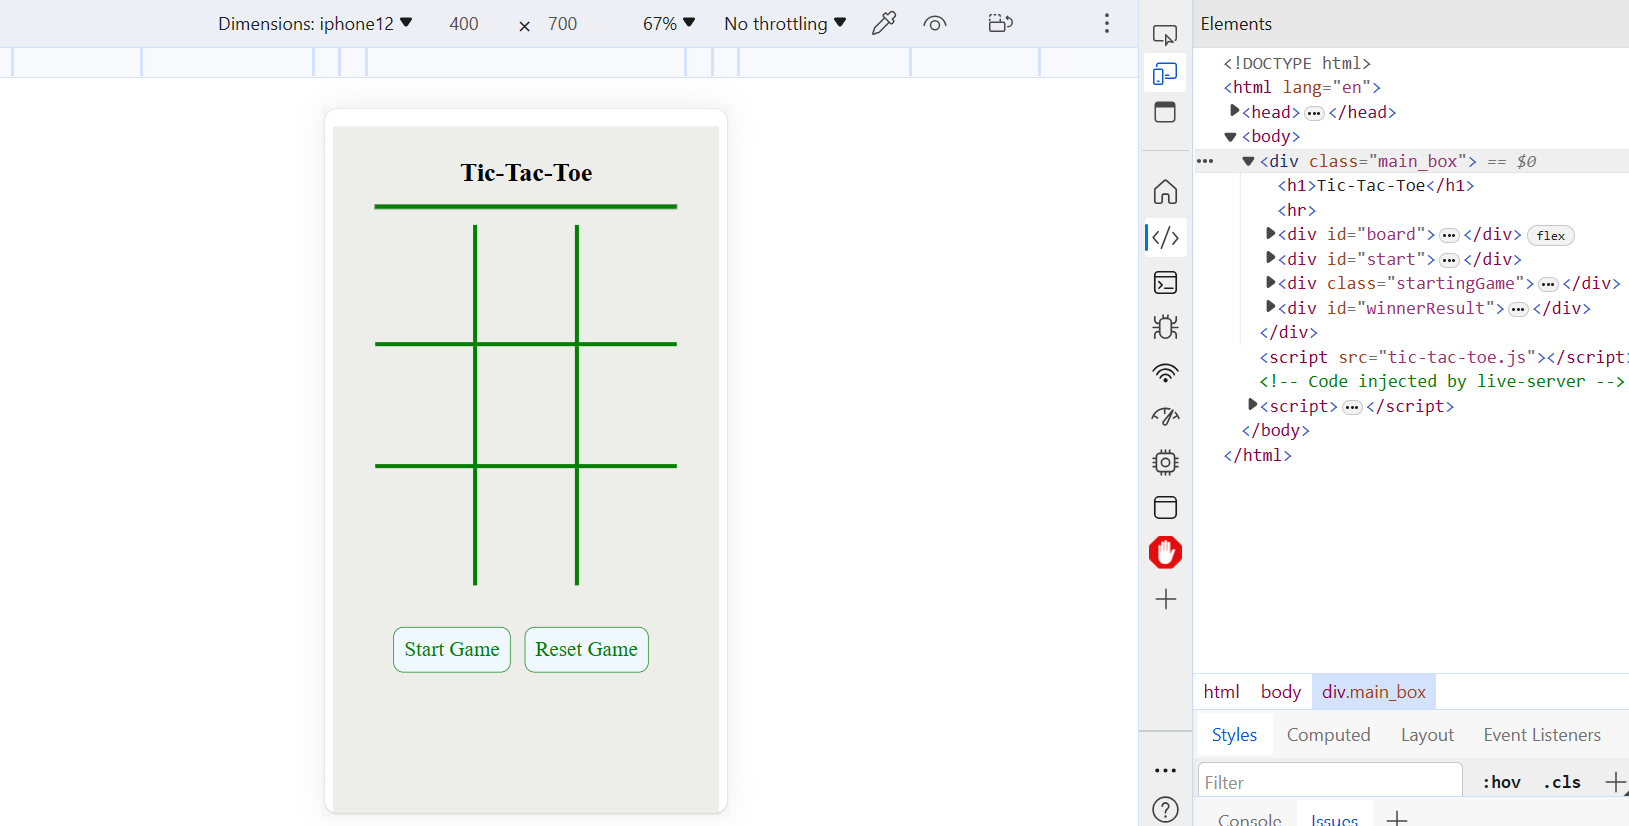 Dimensions: iphone12 400 × 700 67% No throttling
Tic-Tac-Toe
Start Game Reset Game
Elements
<!DOCTYPE html>
<html lang="en">
<head> ••• </head>
<body>
••• <div class="main_box"> == $0
<h1>Tic-Tac-Toe</h1>
<hr>
<div id="board"> ••• </div> flex
<div id="start"> ••• </div>
<div class="startingGame"> ••• </div>
<div id="winnerResult"> ••• </div>
</div>
<script src="tic-tac-toe.js"></script>
<!-- Code injected by live-server -->
<script> ••• </script>
</body>
</html>
html body div.main_box
Styles Computed Layout Event Listeners
Filter :hov .cls
Console Issues